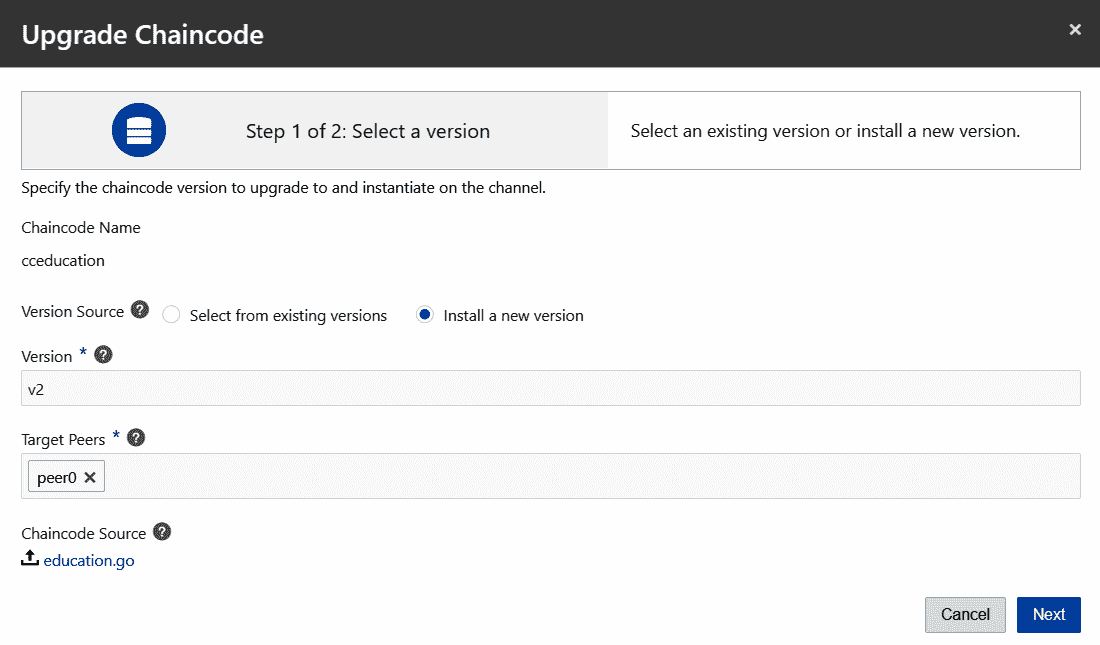 Upgrade Chaincode ×
Step 1 of 2: Select a version
Select an existing version or install a new version.
Specify the chaincode version to upgrade to and instantiate on the channel.
Chaincode Name
cceducation
Version Source ? Select from existing versions Install a new version
Version * ?
v2
Target Peers * ?
peer0 ×
Chaincode Source ?
education.go
Cancel Next